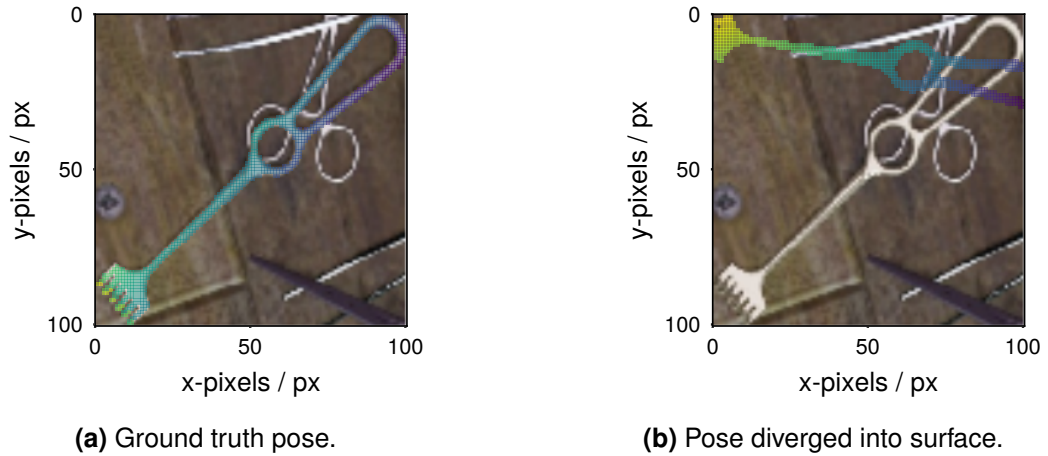 0
50
100
0
50
100
y-pixels / px
x-pixels / px
(a) Ground truth pose.
0
50
100
0
50
100
y-pixels / px
x-pixels / px
(b) Pose diverged into surface.